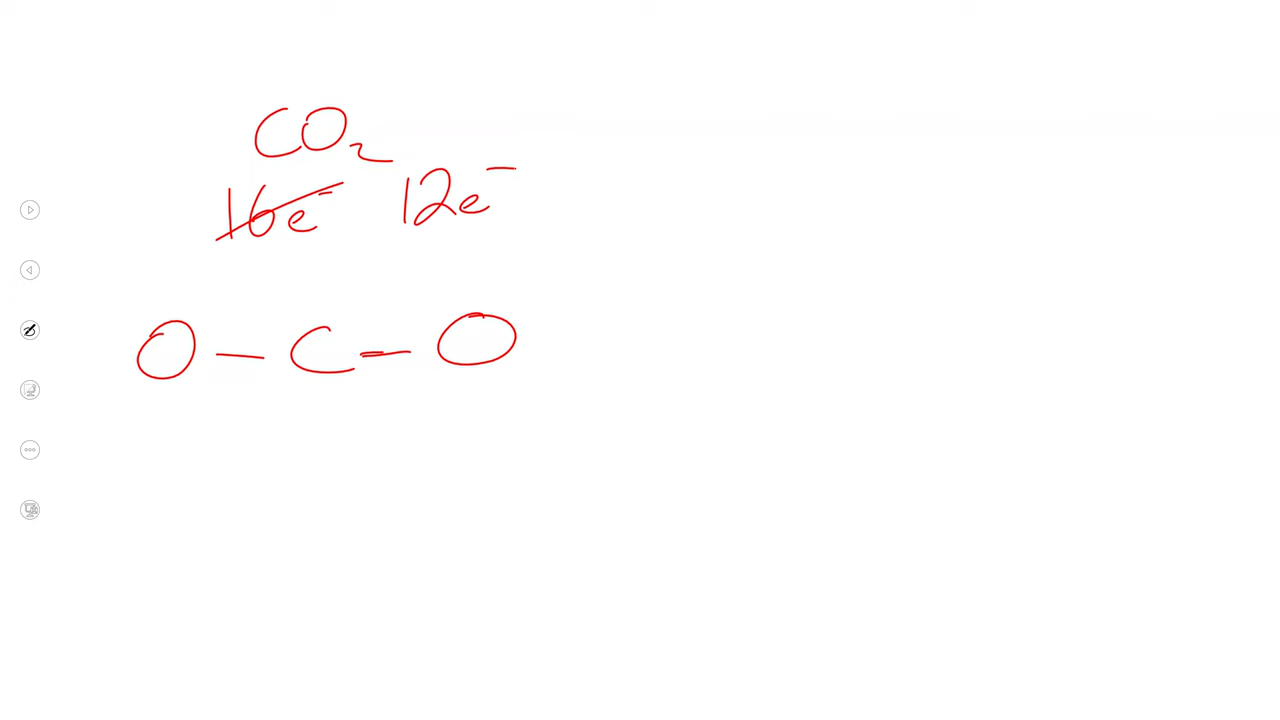 CO₂
16e⁻ 12e⁻
O — C — O